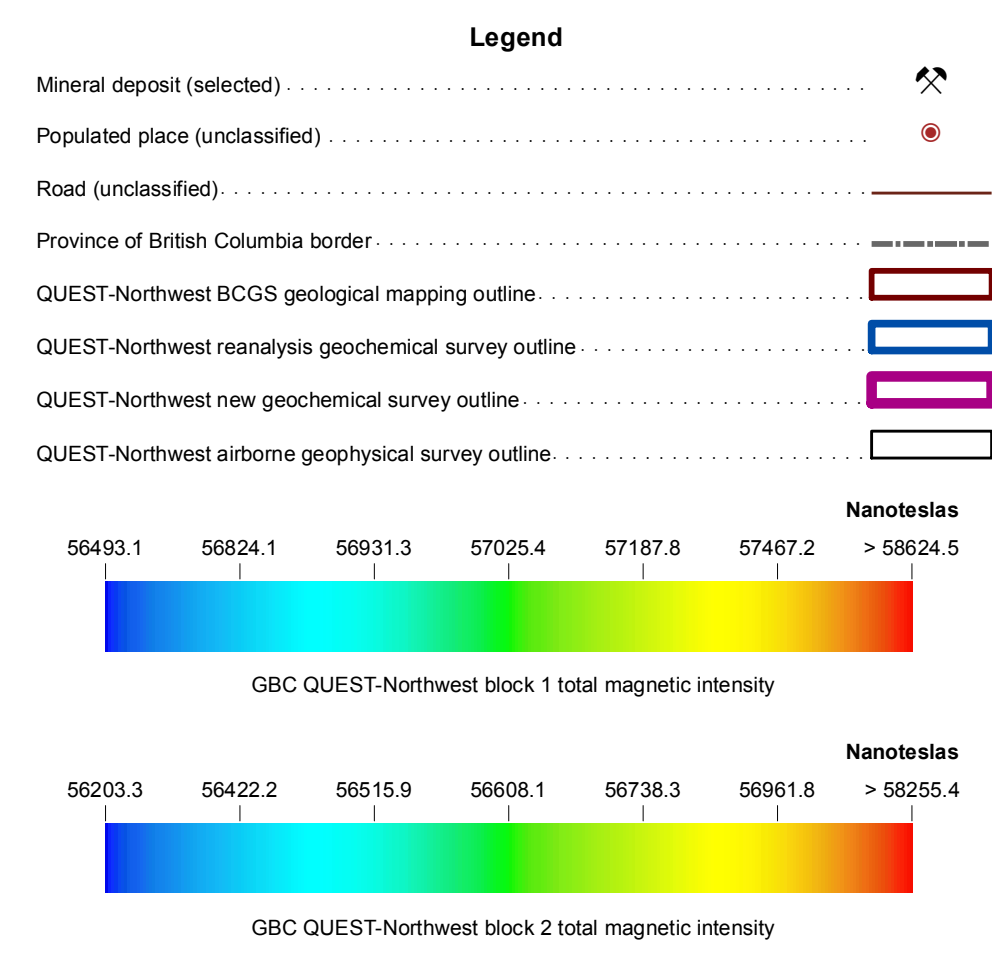 Legend
Mineral deposit (selected)
Populated place (unclassified)
Road (unclassified)
Province of British Columbia border
QUEST-Northwest BCGS geological mapping outline
QUEST-Northwest reanalysis geochemical survey outline
QUEST-Northwest new geochemical survey outline
QUEST-Northwest airborne geophysical survey outline
Nanoteslas
56493.1 56824.1 56931.3 57025.4 57187.8 57467.2 > 58624.5
GBC QUEST-Northwest block 1 total magnetic intensity
Nanoteslas
56203.3 56422.2 56515.9 56608.1 56738.3 56961.8 > 58255.4
GBC QUEST-Northwest block 2 total magnetic intensity